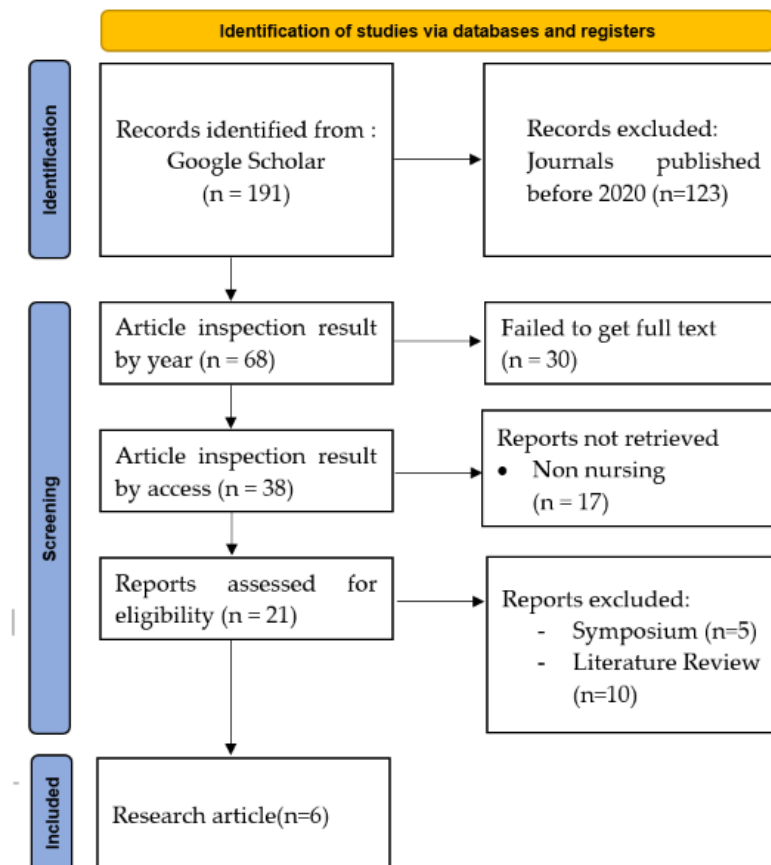 Identification of studies via databases and registers
Identification
Records identified from :
Google Scholar
(n = 191)
Records excluded:
Journals published
before 2020 (n=123)
Screening
Article inspection result
by year (n = 68)
Failed to get full text
(n = 30)
Article inspection result
by access (n = 38)
Reports not retrieved
• Non nursing
(n = 17)
Reports assessed for
eligibility (n = 21)
Reports excluded:
- Symposium (n=5)
- Literature Review
(n=10)
Included
Research article(n=6)